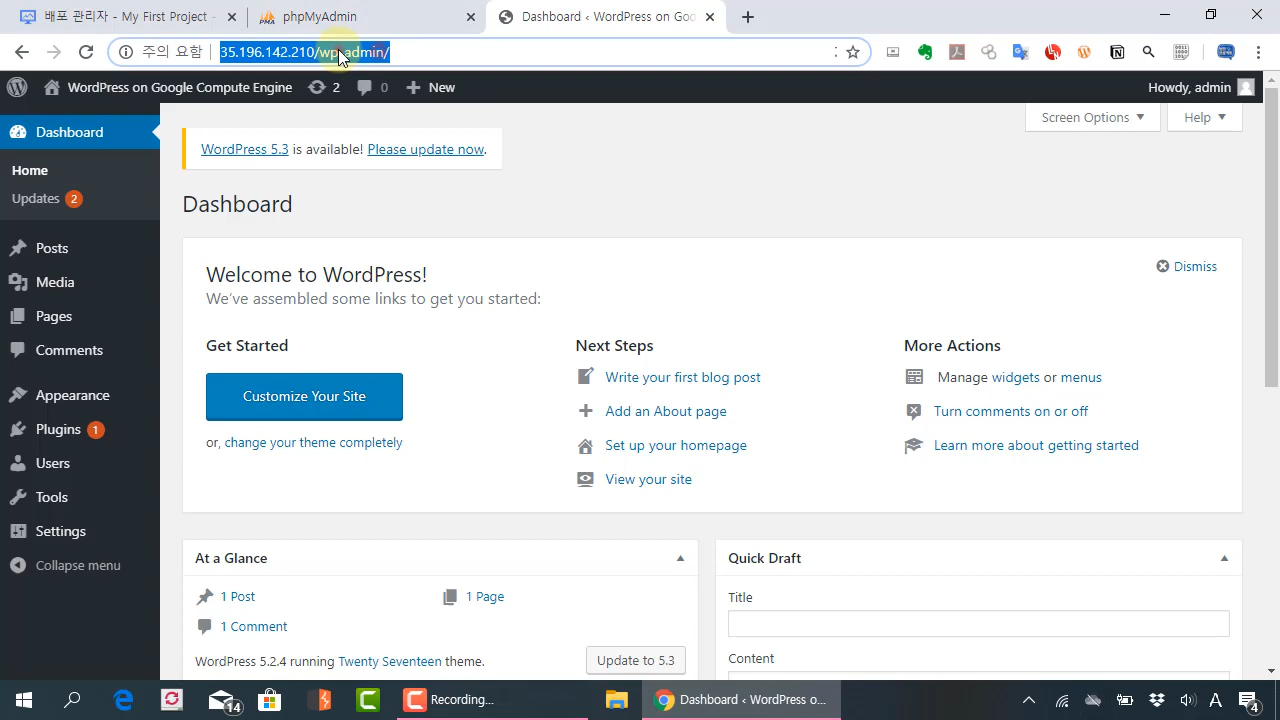 배포 관리자 - My First Project -
phpMyAdmin
Dashboard ‹ WordPress on Goo
주의 요함
35.196.142.210/wp-admin/
WordPress on Google Compute Engine
2
0
New
Howdy, admin
Dashboard
Home
Updates 2
Posts
Media
Pages
Comments
Appearance
Plugins 1
Users
Tools
Settings
Collapse menu
Screen Options
Help
WordPress 5.3 is available! Please update now.
Dashboard
Welcome to WordPress!
We've assembled some links to get you started:
Dismiss
Get Started
Customize Your Site
or, change your theme completely
Next Steps
Write your first blog post
Add an About page
Set up your homepage
View your site
More Actions
Manage widgets or menus
Turn comments on or off
Learn more about getting started
At a Glance
1 Post
1 Page
1 Comment
WordPress 5.2.4 running Twenty Seventeen theme.
Update to 5.3
Quick Draft
Title
Content
14
Recording...
Dashboard ‹ WordPress o...
A
4